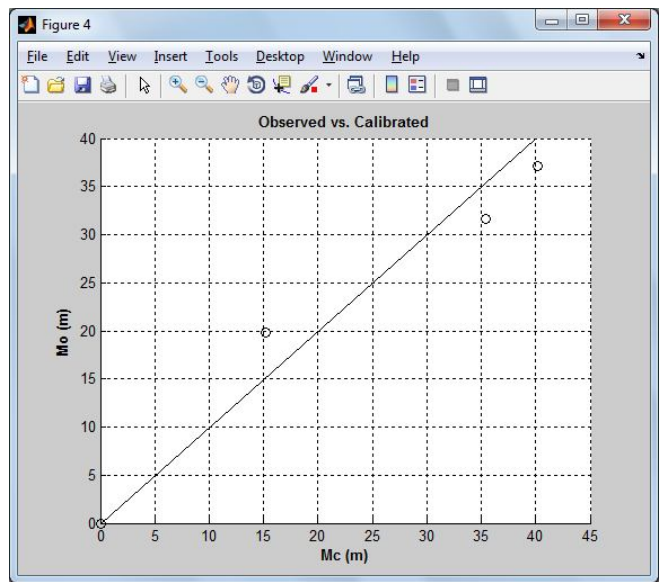 Figure 4
File Edit View Insert Tools Desktop Window Help
Observed vs. Calibrated
40
35
30
25
20
15
10
5
0
Mo (m)
0 5 10 15 20 25 30 35 40 45
Mc (m)